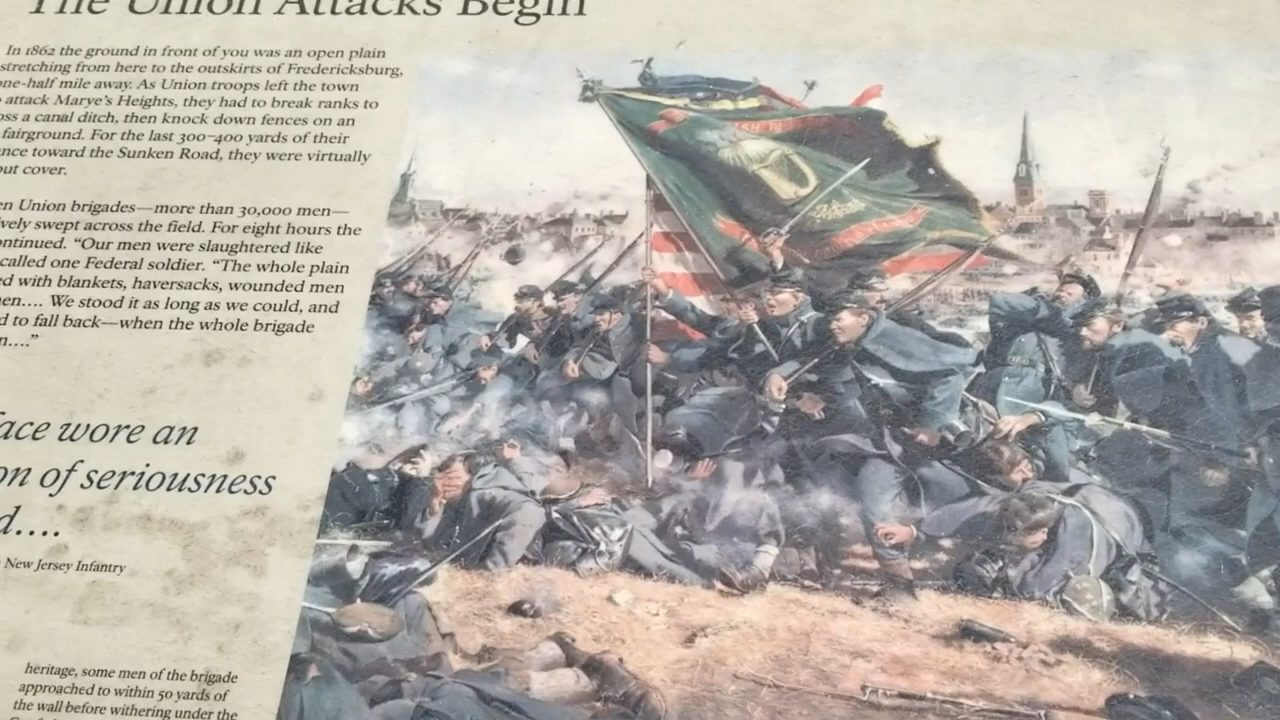 The Union Attacks Begin
In 1862 the ground in front of you was an open plain
stretching from here to the outskirts of Fredericksburg,
one-half mile away. As Union troops left the town
attack Marye's Heights, they had to break ranks to
oss a canal ditch, then knock down fences on an
fairground. For the last 300–400 yards of their
nce toward the Sunken Road, they were virtually
out cover.
en Union brigades—more than 30,000 men—
ively swept across the field. For eight hours the
ontinued. “Our men were slaughtered like
called one Federal soldier. “The whole plain
ed with blankets, haversacks, wounded men
en.... We stood it as long as we could, and
d to fall back—when the whole brigade
n....”
ace wore an
on of seriousness
d....
New Jersey Infantry
heritage, some men of the brigade
approached to within 50 yards of
the wall before withering under the